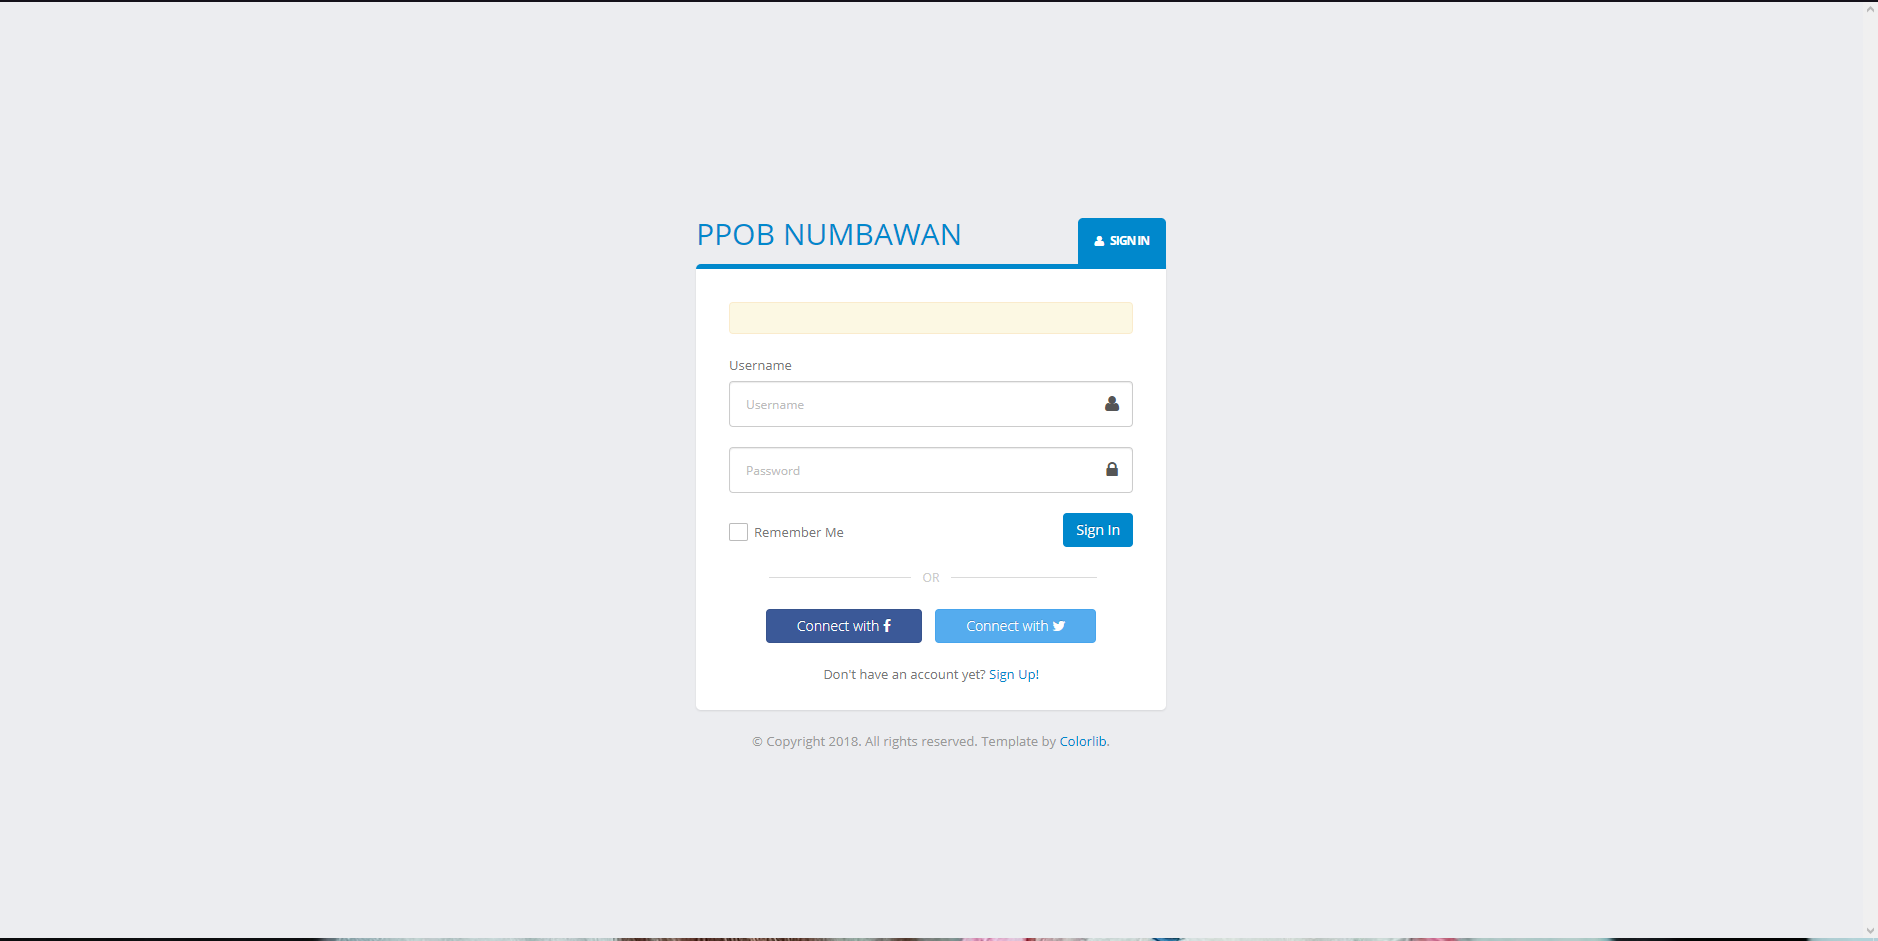 PPOB NUMBAWAN
SIGN IN
Username
Username
Password
Remember Me
Sign In
OR
Connect with
Connect with
Don't have an account yet? Sign Up!
© Copyright 2018. All rights reserved. Template by Colorlib.